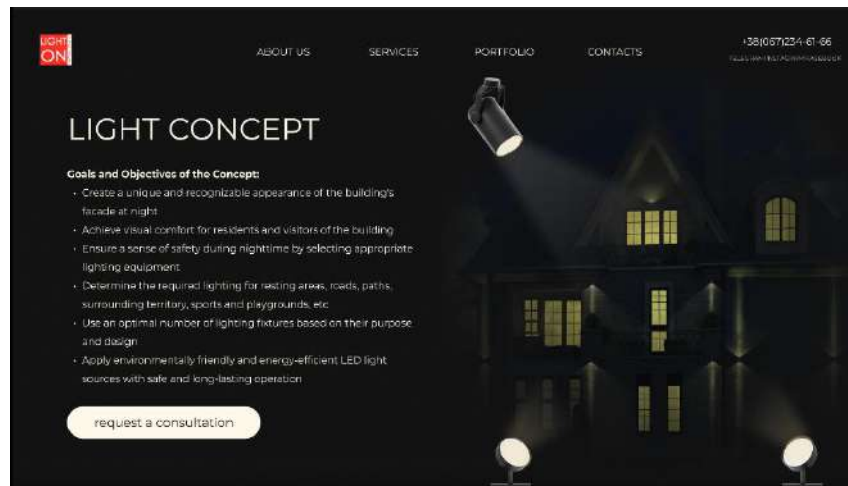 LIGHT
ON
ABOUT US
SERVICES
PORTFOLIO
CONTACTS
+38(067)234-61-66
LIGHT CONCEPT
Goals and Objectives of the Concept:
• Create a unique and recognizable appearance of the building's
facade at night
• Achieve visual comfort for residents and visitors of the building
• Ensure a sense of safety during nighttime by selecting appropriate
lighting equipment
• Determine the required lighting for resting areas, roads, paths,
surrounding territory, sports and playgrounds, etc
• Use an optimal number of lighting fixtures based on their purpose
and design
• Apply environmentally friendly and energy-efficient LED light
sources with safe and long-lasting operation
request a consultation